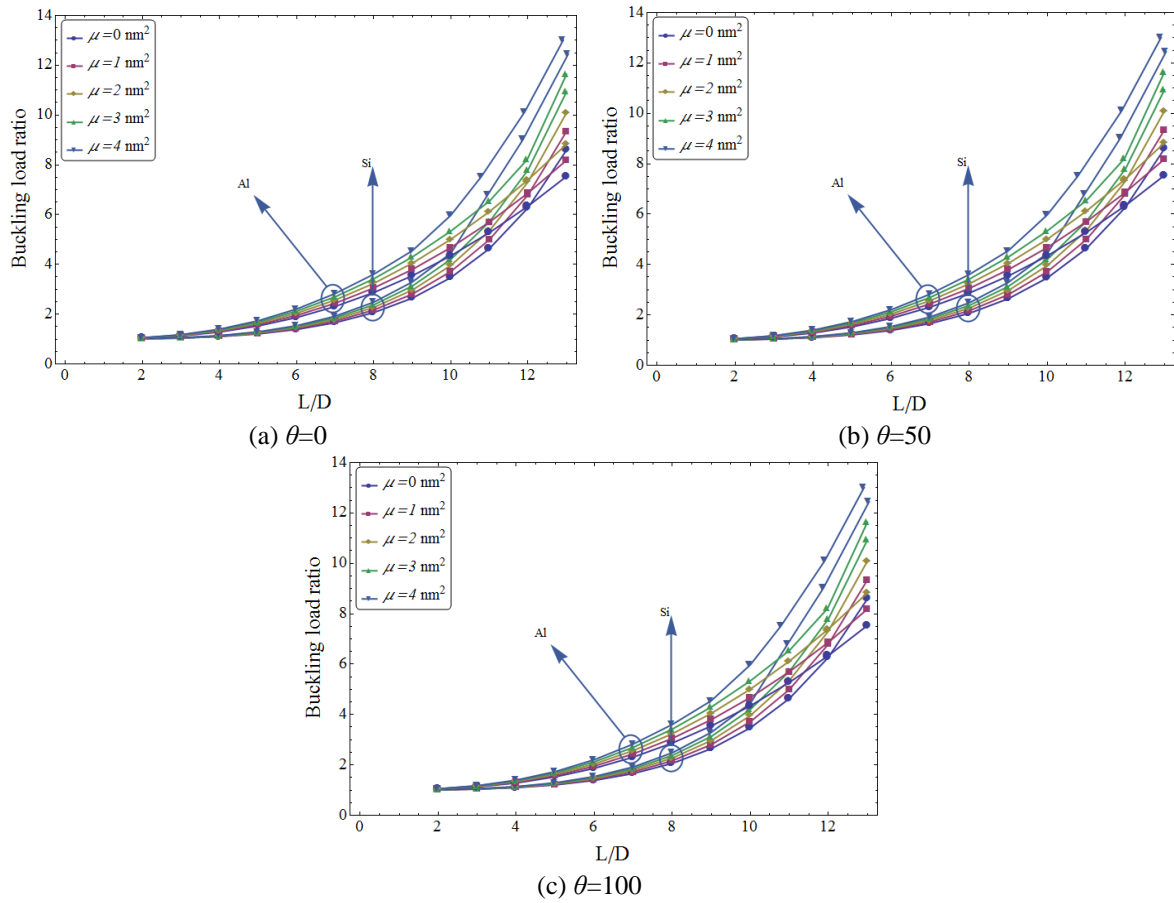 14
12
10
8
6
4
2
0
Buckling load ratio
μ=0 nm²
μ=1 nm²
μ=2 nm²
μ=3 nm²
μ=4 nm²
Al
Si
0 2 4 6 8 10 12
L/D
(a) θ=0
14
12
10
8
6
4
2
0
Buckling load ratio
μ=0 nm²
μ=1 nm²
μ=2 nm²
μ=3 nm²
μ=4 nm²
Al
Si
0 2 4 6 8 10 12
L/D
(b) θ=50
14
12
10
8
6
4
2
0
Buckling load ratio
μ=0 nm²
μ=1 nm²
μ=2 nm²
μ=3 nm²
μ=4 nm²
Al
Si
0 2 4 6 8 10 12
L/D
(c) θ=100